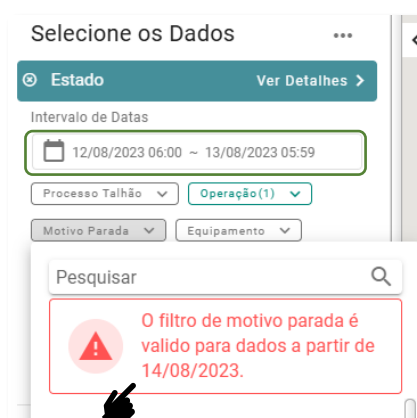 Selecione os Dados
Estado Ver Detalhes
Intervalo de Datas
12/08/2023 06:00 ~ 13/08/2023 05:59
Processo Talhão Operação(1)
Motivo Parada Equipamento
Pesquisar
O filtro de motivo parada é
valido para dados a partir de
14/08/2023.